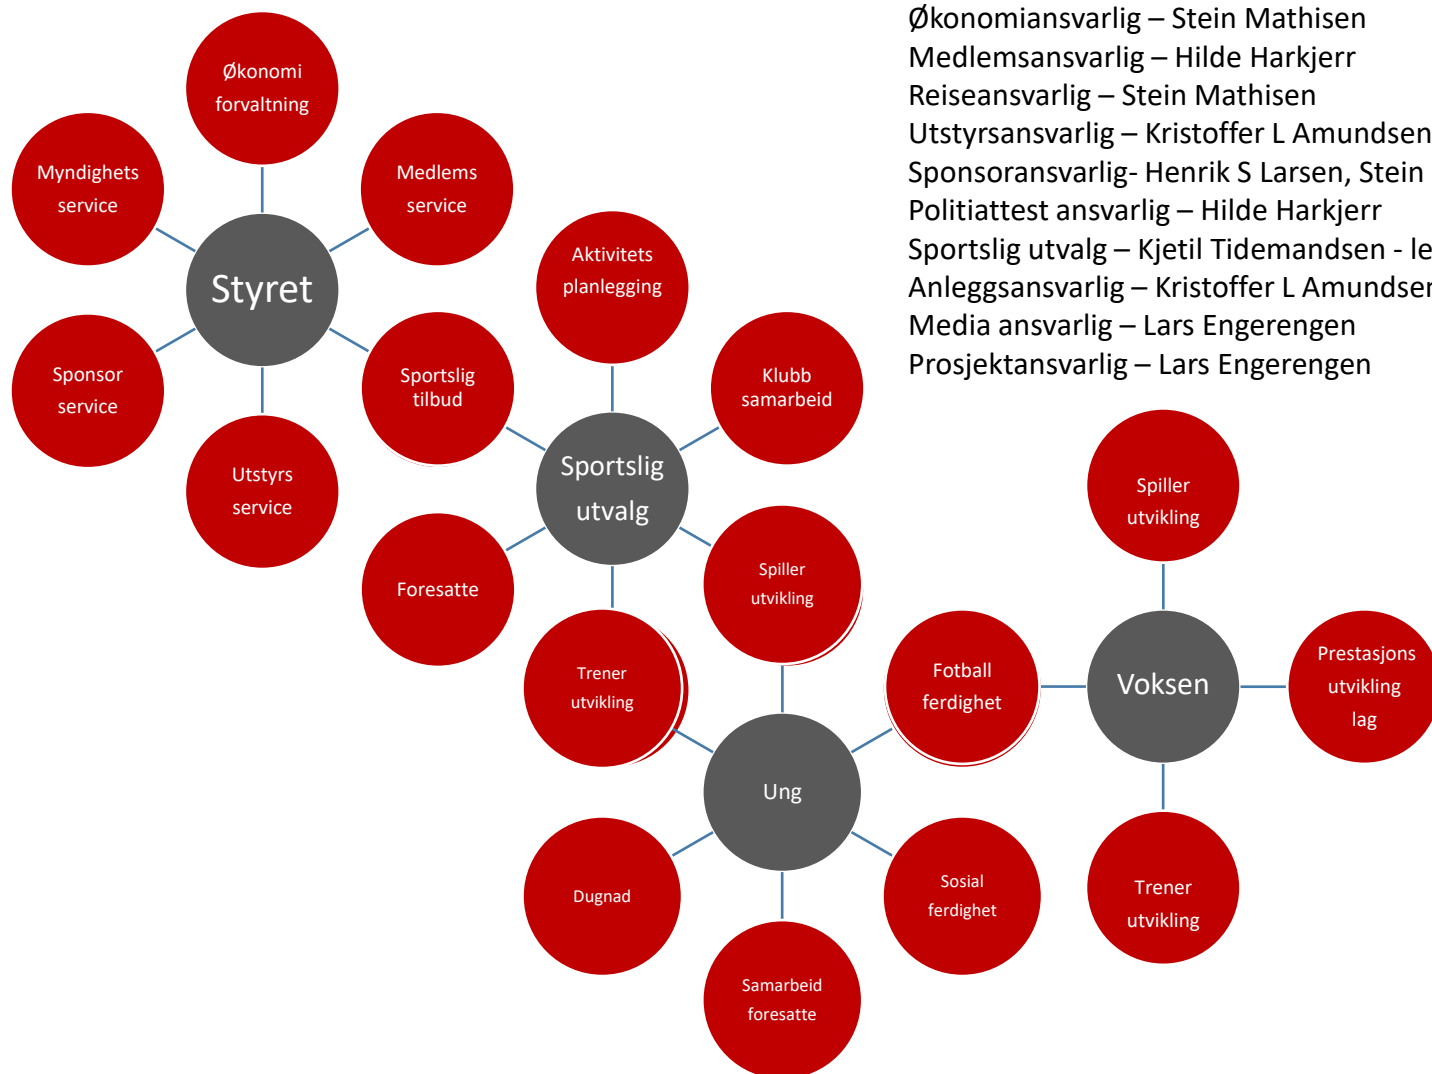 Økonomiansvarlig – Stein Mathisen
Medlemsansvarlig – Hilde Harkjerr
Reiseansvarlig – Stein Mathisen
Utstyrsansvarlig – Kristoffer L Amundsen
Sponsoransvarlig- Henrik S Larsen, Stein
Politiattest ansvarlig – Hilde Harkjerr
Sportslig utvalg – Kjetil Tidemandsen -
Anleggsansvarlig – Kristoffer L Amundsen
Media ansvarlig – Lars Engerengen
Prosjektansvarlig – Lars Engerengen
Økonomi
forvaltning
Myndighets
service
Medlems
service
Styret
Sponsor
service
Sportslig
tilbud
Utstyrs
service
Aktivitets
planlegging
Klubb
samarbeid
Sportslig
utvalg
Foresatte
Spiller
utvikling
Trener
utvikling
Fotball
ferdighet
Ung
Dugnad
Sosial
ferdighet
Samarbeid
foresatte
Spiller
utvikling
Voksen
Prestasjons
utvikling
lag
Trener
utvikling